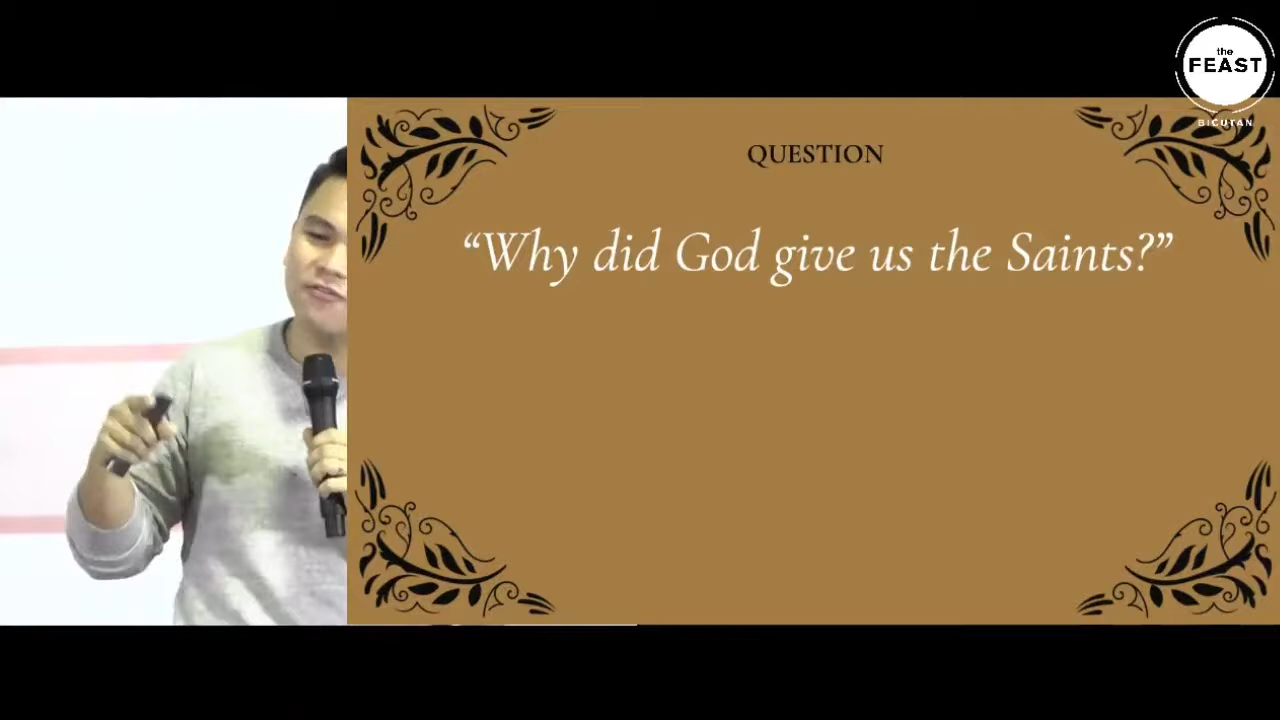 the
FEAST
BICUTAN
QUESTION
“Why did God give us the Saints?”